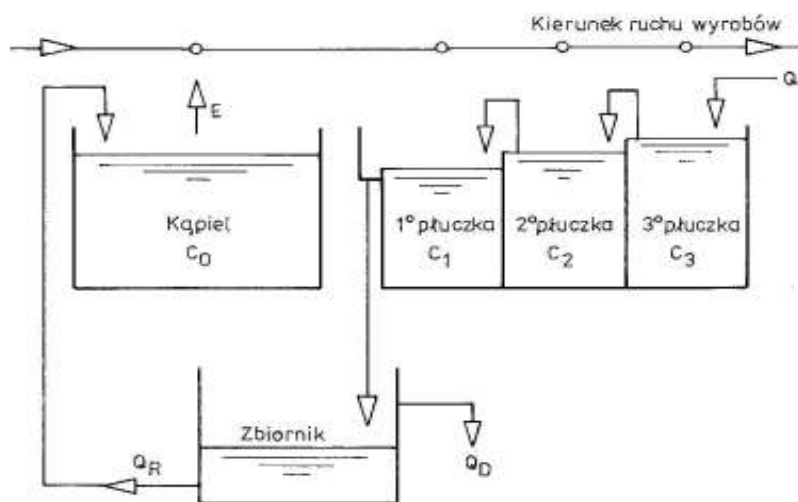 Kierunek ruchu wyrobów
Q
E
Kąpiel
C0
1° płuczka
C1
2° płuczka
C2
3° płuczka
C3
Zbiornik
QR
QD